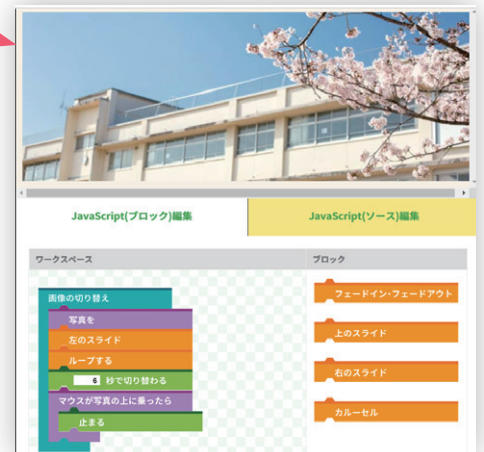 JavaScript(ブロック)編集
JavaScript(ソース)編集
ワークスペース
ブロック
画像の切り替え
写真を
左のスライド
ループする
6 秒で切り替わる
マウスが写真の上に乗ったら
止まる
フェードイン・フェードアウト
上のスライド
右のスライド
カルーセル